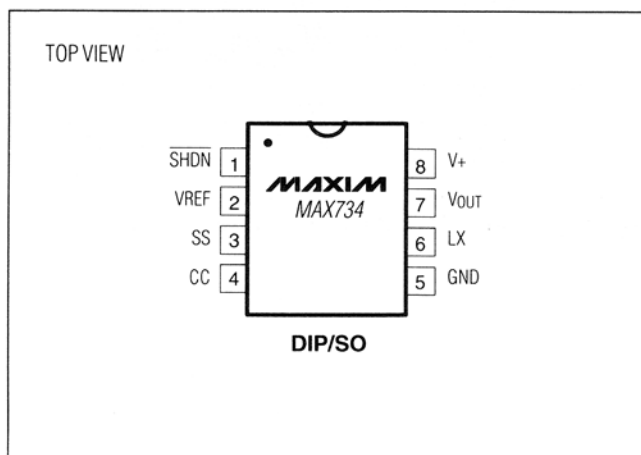 TOP VIEW
SHDN 1
VREF 2
SS 3
CC 4
MAXIM
MAX734
8 V+
7 VOUT
6 LX
5 GND
DIP/SO